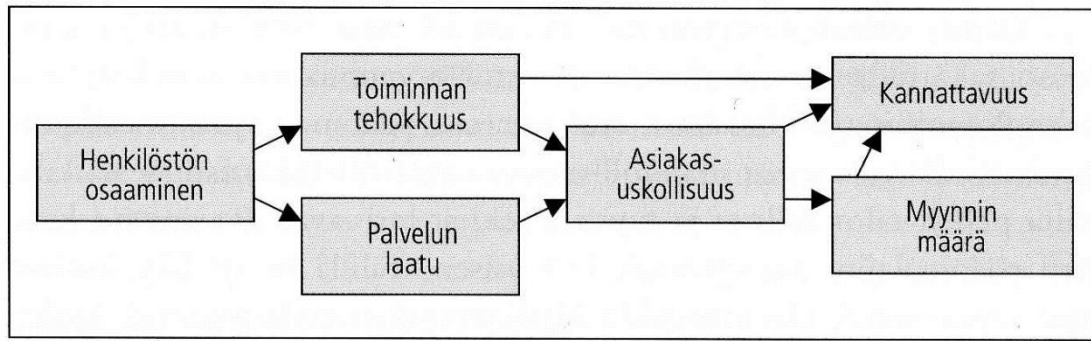 Henkilöstön
osaaminen
Toiminnan
tehokkuus
Palvelun
laatu
Asiakas-
uskollisuus
Kannattavuus
Myynnin
määrä